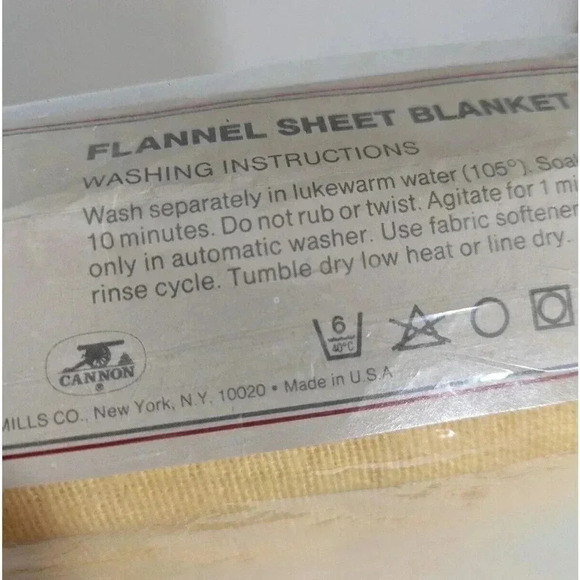 FLANNEL SHEET BLANKET
WASHING INSTRUCTIONS
Wash separately in lukewarm water (105°). Soa
10 minutes. Do not rub or twist. Agitate for 1 mi
only in automatic washer. Use fabric softener
rinse cycle. Tumble dry low heat or line dry.
6
40°C
CANNON
®
MILLS CO., New York, N.Y. 10020 • Made in U.S.A